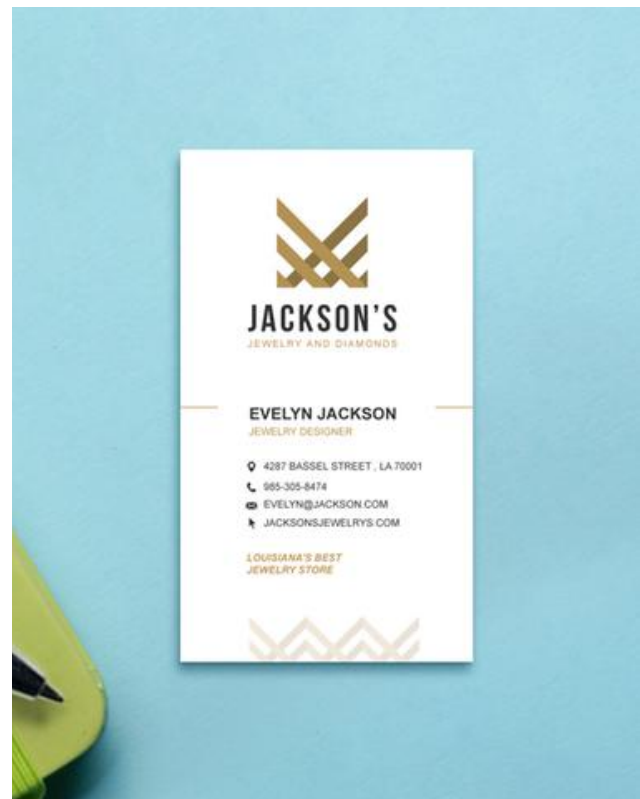 JACKSON'S
JEWELRY AND DIAMONDS
EVELYN JACKSON
JEWELRY DESIGNER
4287 BASSEL STREET , LA 70001
985-305-8474
EVELYN@JACKSON.COM
JACKSONSJEWELRYS.COM
LOUISIANA'S BEST
JEWELRY STORE